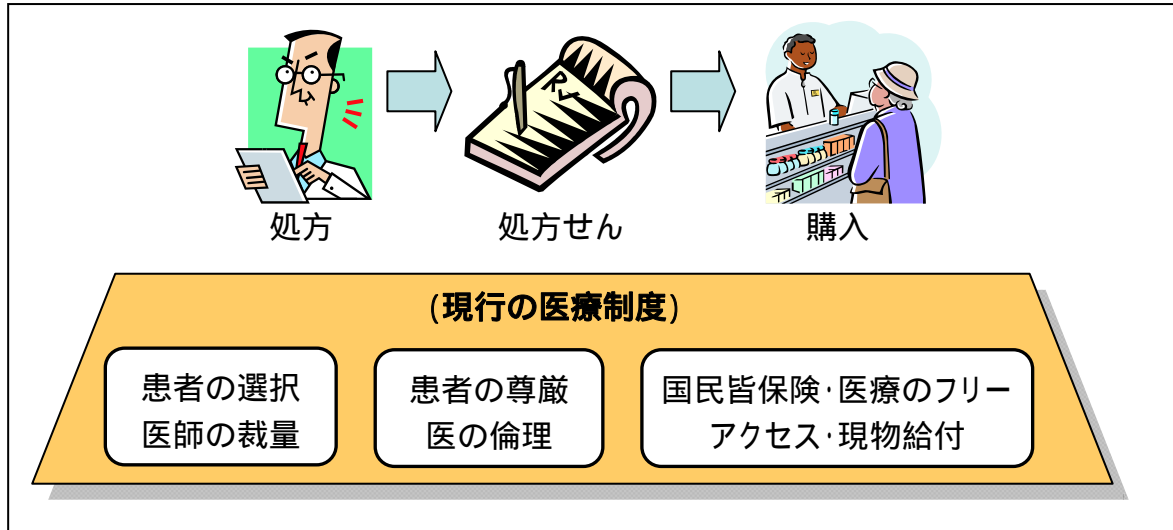 Rx
処方
処方せん
購入
(現行の医療制度)
患者の選択
医師の裁量
患者の尊厳
医の倫理
国民皆保険・医療のフリー
アクセス・現物給付